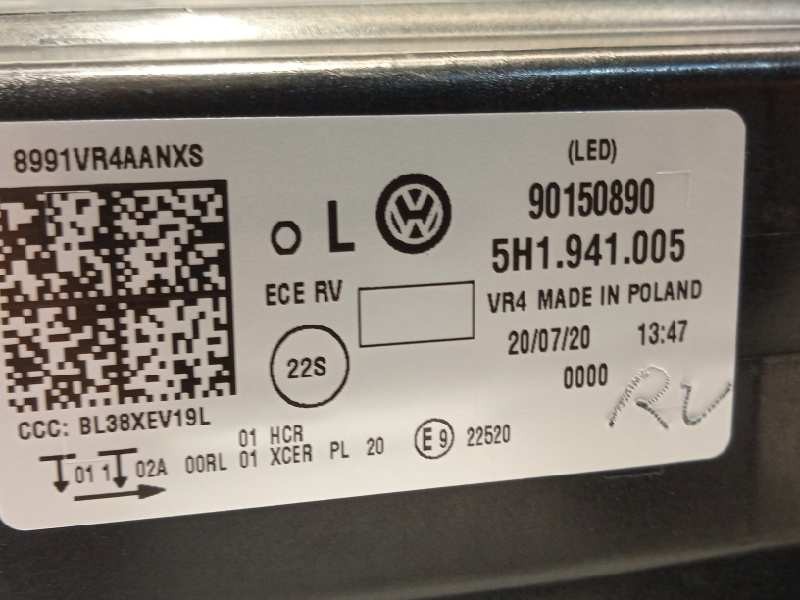 8991VR4AANXS
(LED)
90150890
O L
5H1.941.005
ECE RV
VR4 MADE IN POLAND
22S
20/07/20 13:47
0000
CCC: BL38XEV19L
01 HCR
01 1 02A 00RL 01 XCER PL 20 E9 22520